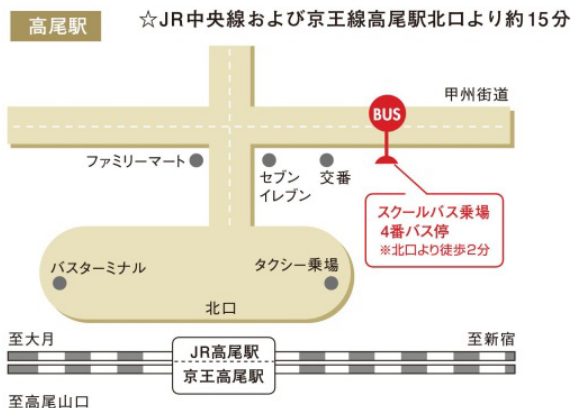 高尾駅
☆JR中央線および京王線高尾駅北口より約15分
甲州街道
BUS
ファミリーマート
セブン
イレブン
交番
スクールバス乗場
4番バス停
※北口より徒歩2分
バスターミナル
タクシー乗場
北口
至大月
至新宿
JR高尾駅
京王高尾駅
至高尾山口